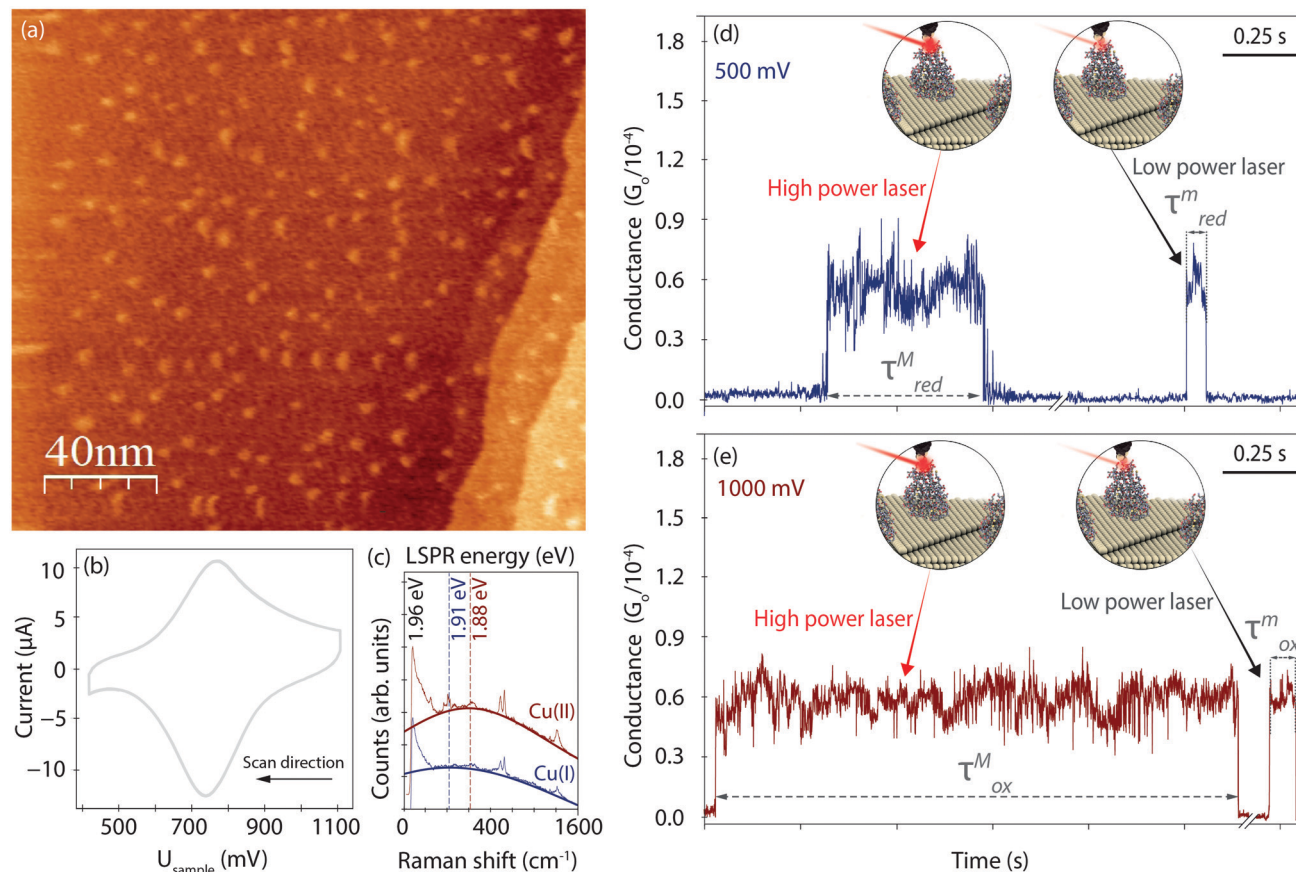 (a)
40nm
(b)
10
5
0
−5
−10
Current (µA)
Scan direction
500 700 900 1100
U_sample (mV)
(c)
LSPR energy (eV)
1.96 eV
1.91 eV
1.88 eV
Counts (arb. units)
Cu(II)
Cu(I)
0 400 1600
Raman shift (cm⁻¹)
(d)
500 mV
0.25 s
1.8
1.5
1.2
0.9
0.6
0.3
0.0
Conductance (G_o/10⁻⁴)
High power laser
Low power laser
τ^m_red
τ^M_red
(e)
1000 mV
0.25 s
1.8
1.5
1.2
0.9
0.6
0.3
0.0
Conductance (G_o/10⁻⁴)
High power laser
Low power laser
τ^m_ox
τ^M_ox
Time (s)